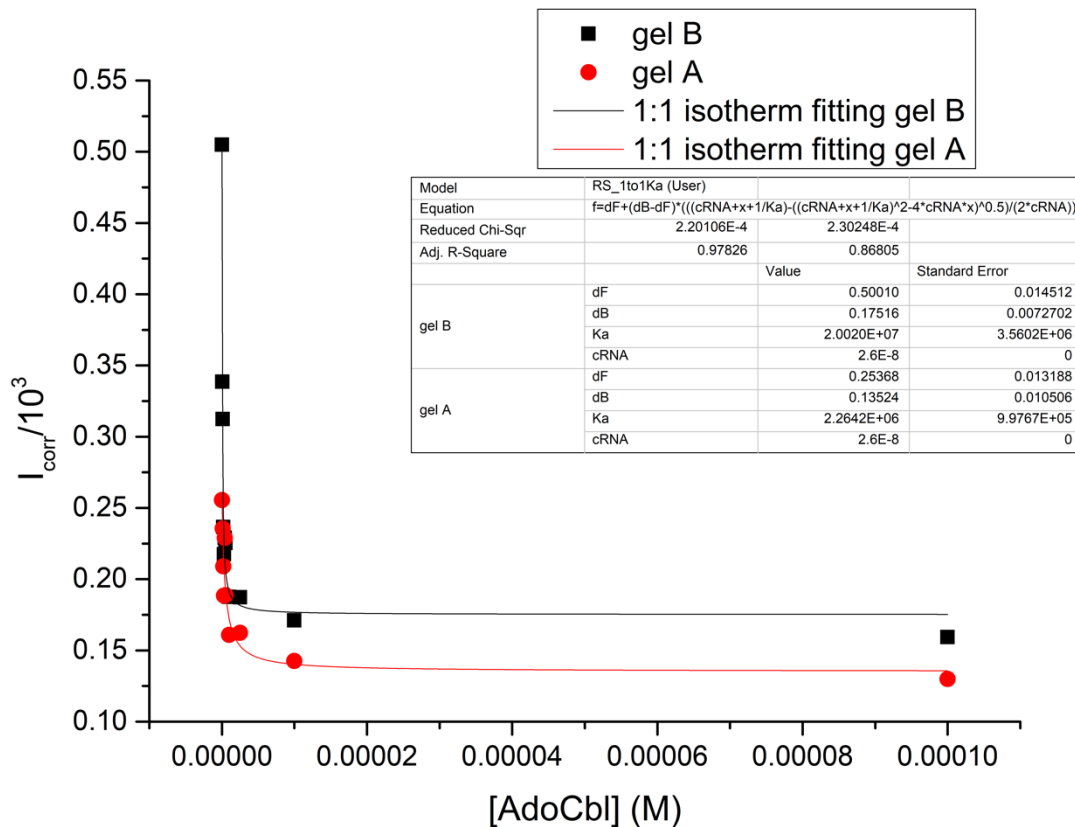 gel B
gel A
1:1 isotherm fitting gel B
1:1 isotherm fitting gel A
Model RS_1to1Ka (User)
Equation f=dF+(dB-dF)*(((cRNA+x+1/Ka)-((cRNA+x+1/Ka)^2-4*cRNA*x)^0.5)/(2*cRNA))
Reduced Chi-Sqr 2.20106E-4 2.30248E-4
Adj. R-Square 0.97826 0.86805
Value Standard Error
gel B
dF 0.50010 0.014512
dB 0.17516 0.0072702
Ka 2.0020E+07 3.5602E+06
cRNA 2.6E-8 0
gel A
dF 0.25368 0.013188
dB 0.13524 0.010506
Ka 2.2642E+06 9.9767E+05
cRNA 2.6E-8 0
0.55
0.50
0.45
0.40
0.35
0.30
0.25
0.20
0.15
0.10
I_corr/10^3
0.00000 0.00002 0.00004 0.00006 0.00008 0.00010
[AdoCbl] (M)